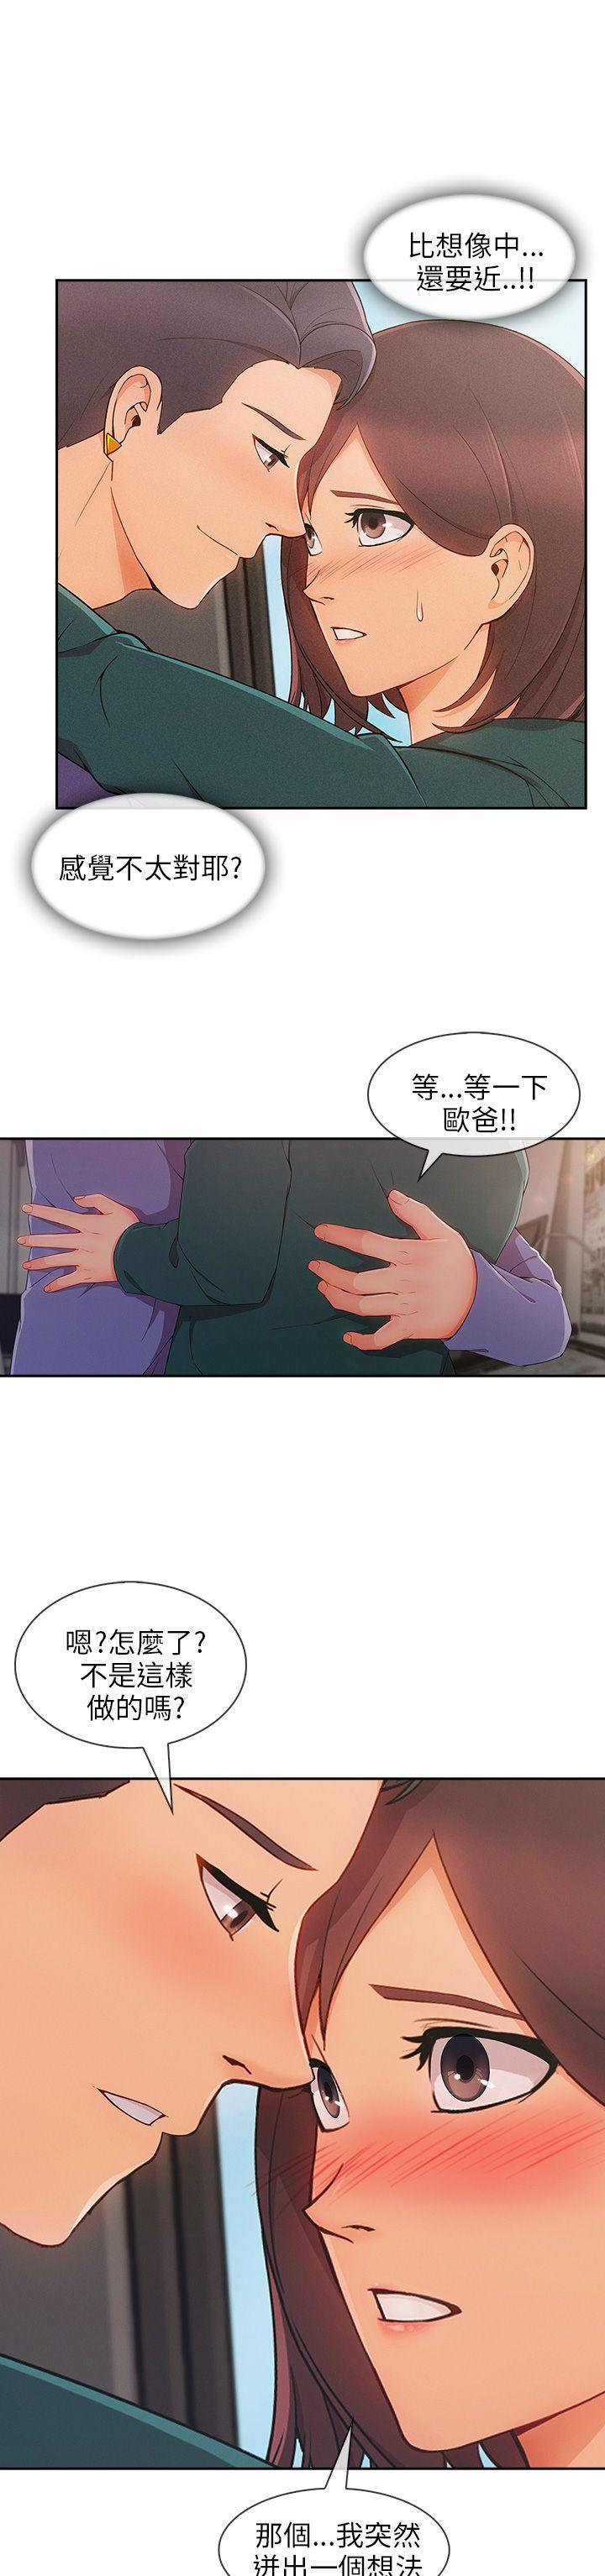 比想像中...
還要近..!!
感覺不太對耶?
等...等一下
歐爸!!
嗯?怎麼了?
不是這樣
做的嗎?
那個...我突然
迸出一個想法